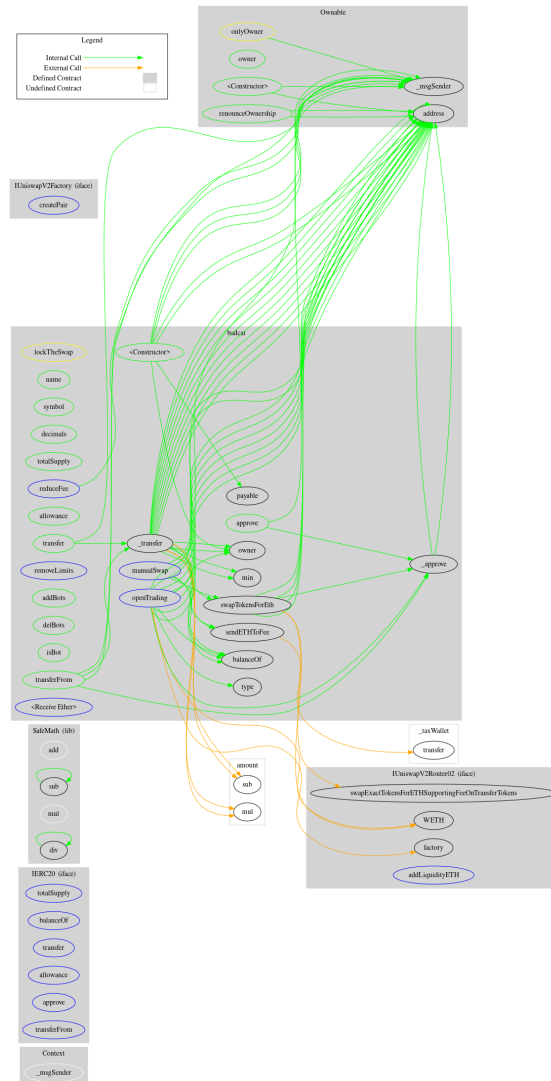 Legend
Internal Call
External Call
Defined Contract
Undefined Contract
Ownable
onlyOwner
owner
<Constructor>
renounceOwnership
_msgSender
address
IUniswapV2Factory (iface)
createPair
badcat
lockTheSwap
<Constructor>
name
symbol
decimals
totalSupply
reduceFee
allowance
transfer
removeLimits
addBots
delBots
isBot
transferFrom
<Receive Ether>
_transfer
manualSwap
openTrading
payable
approve
owner
min
swapTokensForEth
sendETHToFee
balanceOf
type
_approve
SafeMath (lib)
add
sub
mul
div
amount
sub
mul
_taxWallet
transfer
IUniswapV2Router02 (iface)
swapExactTokensForETHSupportingFeeOnTransferTokens
WETH
factory
addLiquidityETH
IERC20 (iface)
totalSupply
balanceOf
transfer
allowance
approve
transferFrom
Context
_msgSender